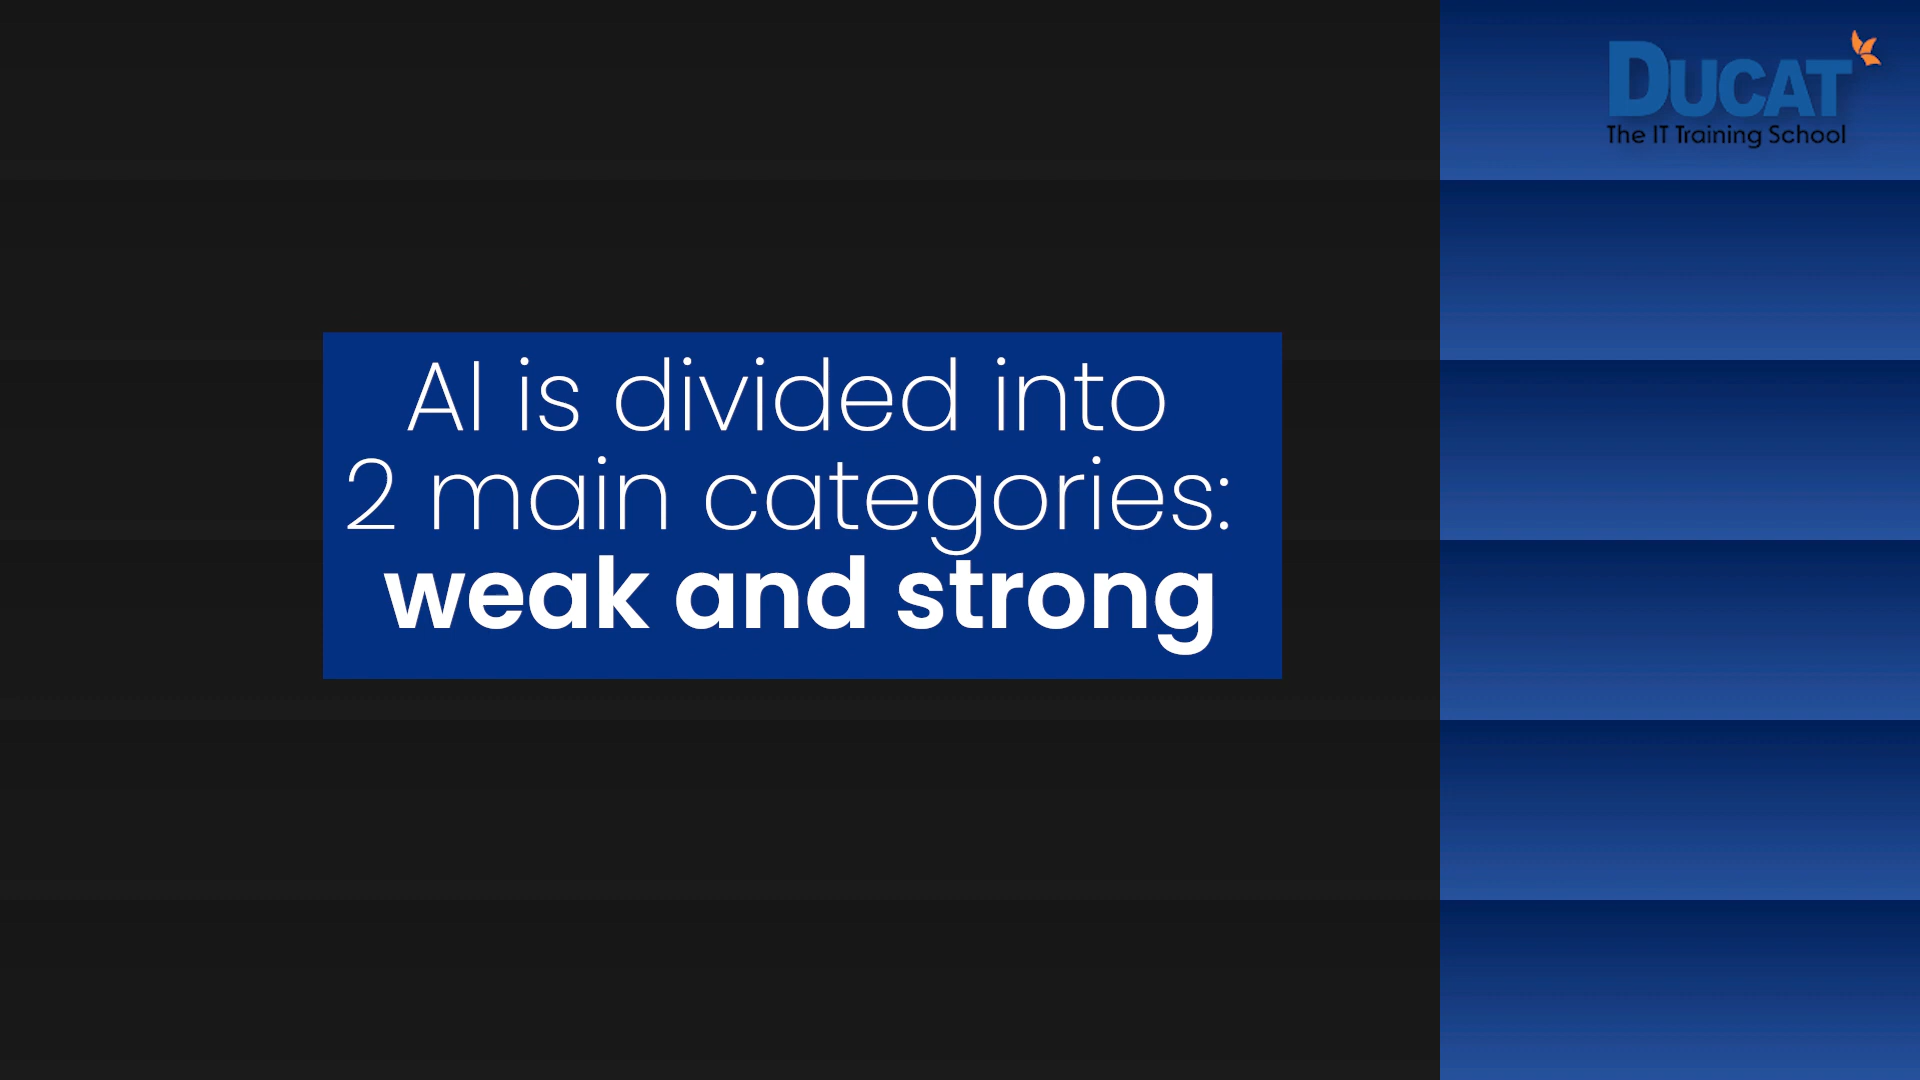 DUCAT
The IT Training School
AI is divided into
2 main categories:
weak and strong